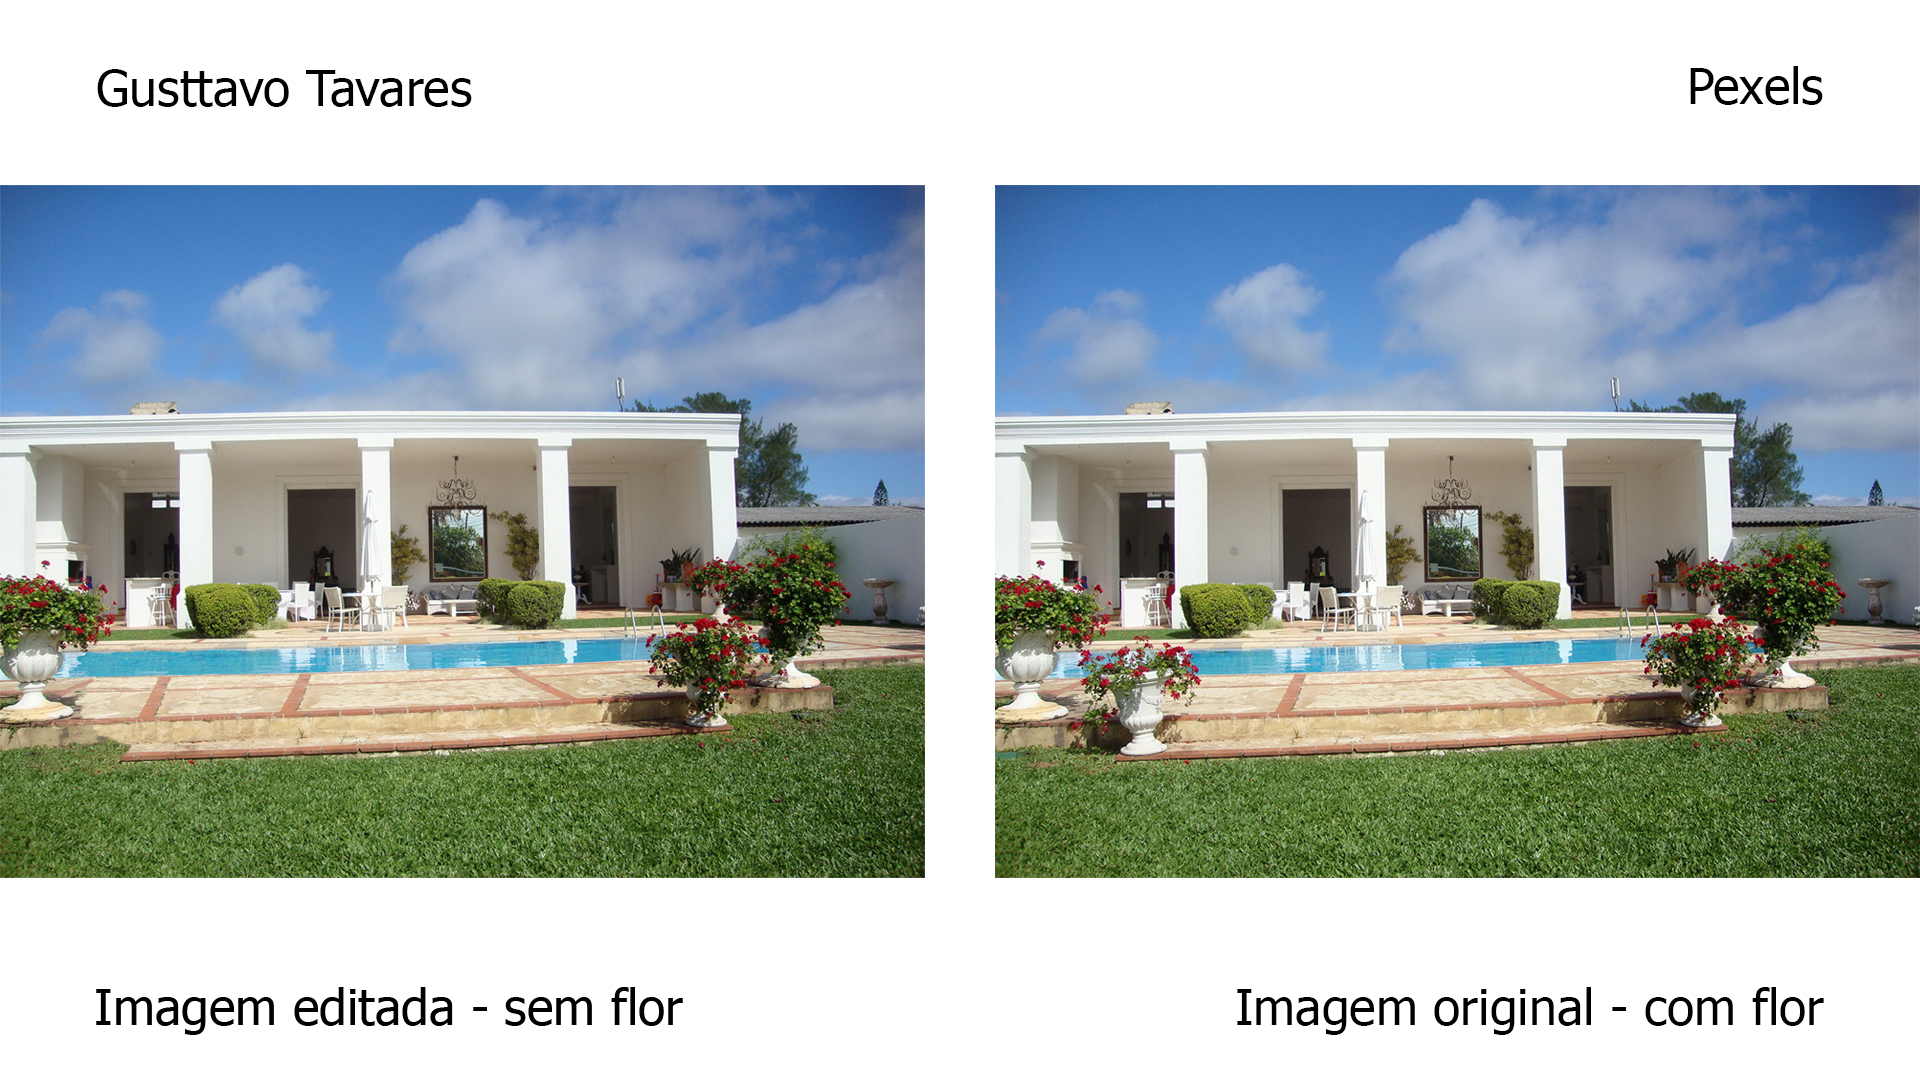 Gusttavo Tavares
Pexels
Imagem editada - sem flor
Imagem original - com flor